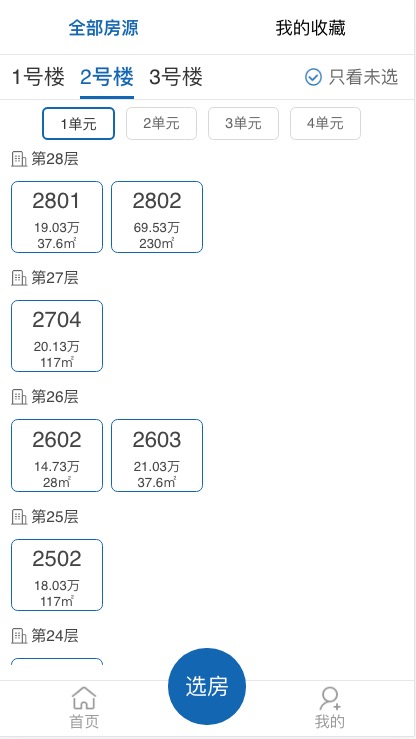 全部房源 我的收藏
1号楼 2号楼 3号楼 只看未选
1单元 2单元 3单元 4单元
第28层
2801 2802
19.03万 69.53万
37.6㎡ 230㎡
第27层
2704
20.13万
117㎡
第26层
2602 2603
14.73万 21.03万
28㎡ 37.6㎡
第25层
2502
18.03万
117㎡
第24层
选房
首页 我的